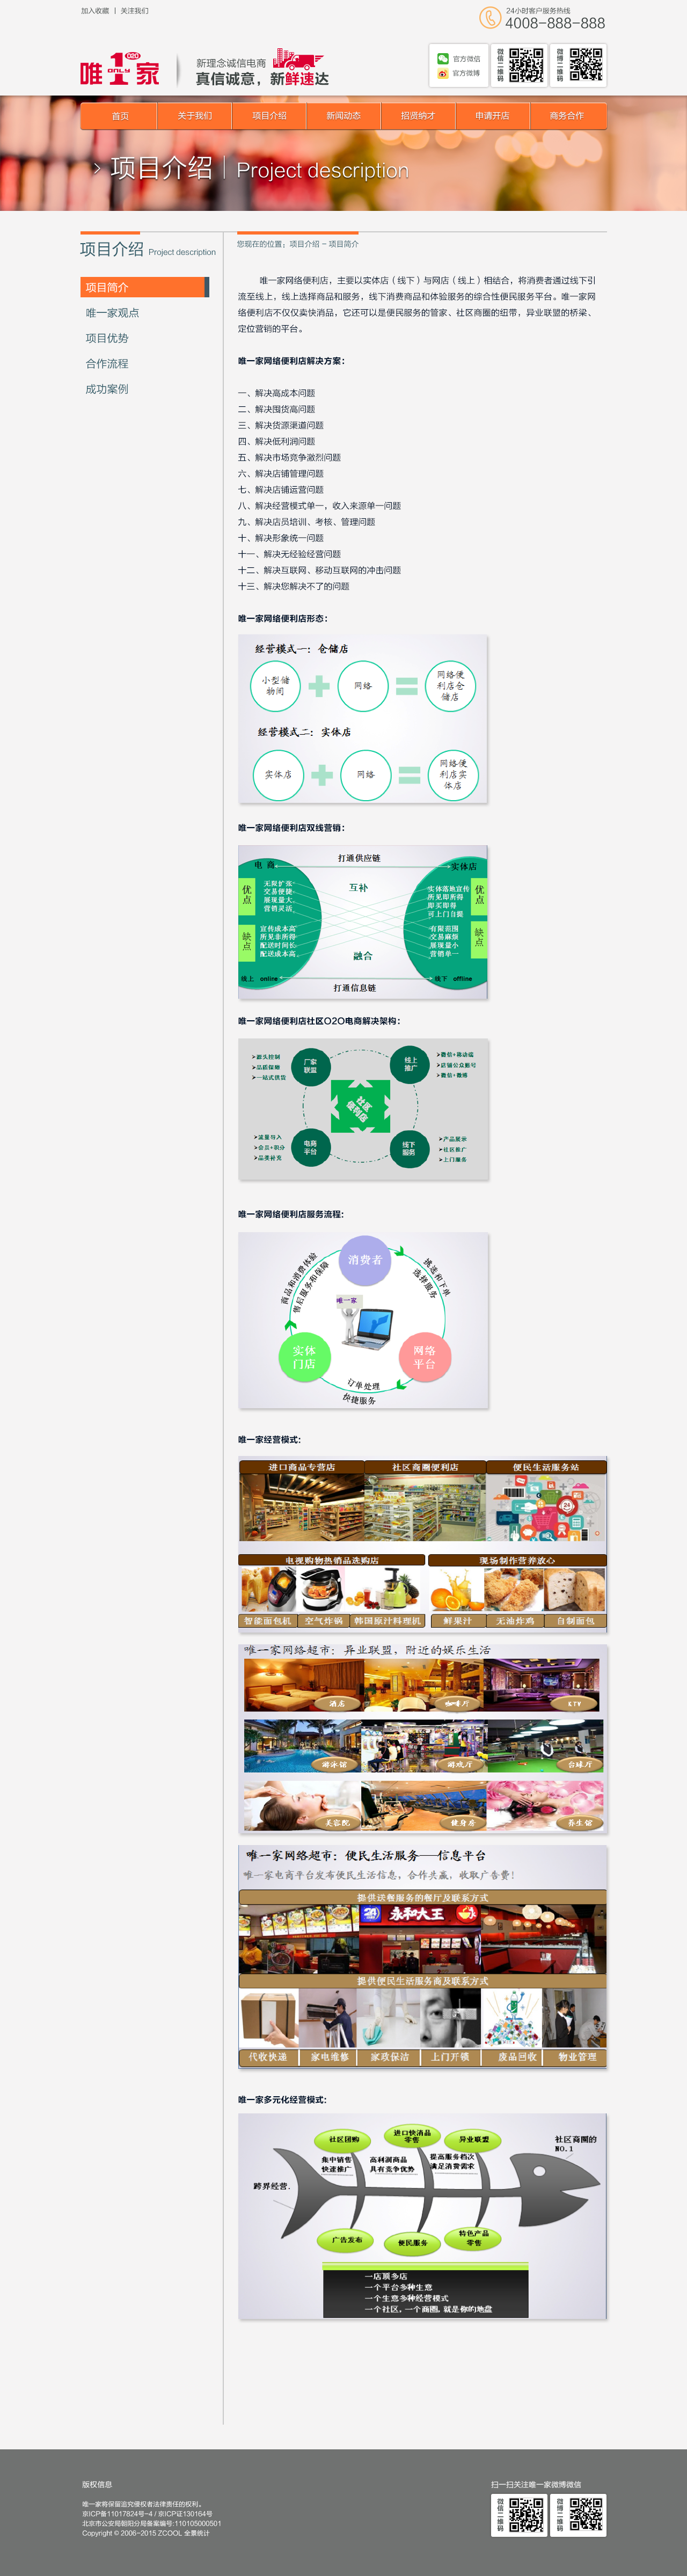 加入收藏 | 关注我们
24小时客户服务热线
4008-888-888
唯1家
ONLY
O2O
新理念诚信电商
真信诚意，新鲜速达
官方微信
官方微博
微信二维码
微博二维码
首页
关于我们
项目介绍
新闻动态
招贤纳才
申请开店
商务合作
项目介绍 | Project description
项目介绍 Project description
您现在的位置：项目介绍 - 项目简介
项目简介
唯一家观点
项目优势
合作流程
成功案例
唯一家网络便利店，主要以实体店（线下）与网店（线上）相结合，将消费者通过线下引
流至线上，线上选择商品和服务，线下消费商品和体验服务的综合性便民服务平台。唯一家网
络便利店不仅仅卖快消品，它还可以是便民服务的管家、社区商圈的纽带，异业联盟的桥梁、
定位营销的平台。
唯一家网络便利店解决方案：
一、解决高成本问题
二、解决囤货高问题
三、解决货源渠道问题
四、解决低利润问题
五、解决市场竞争激烈问题
六、解决店铺管理问题
七、解决店铺运营问题
八、解决经营模式单一，收入来源单一问题
九、解决店员培训、考核、管理问题
十、解决形象统一问题
十一、解决无经验经营问题
十二、解决互联网、移动互联网的冲击问题
十三、解决您解决不了的问题
唯一家网络便利店形态：
经营模式一：仓储店
小型储物间
网络
网络便利店仓储店
经营模式二：实体店
实体店
网络
网络便利店实体店
唯一家网络便利店双线营销：
打通供应链
电 商
实体店
优点
无限扩张
交易便捷
展现量大
营销灵活
互补
实体落地宣传
所见即所得
即买即得
可上门自提
优点
缺点
宣传成本高
所见非所得
配送时间长
配送成本高
融合
有限范围
交易麻烦
展现量小
营销单一
缺点
线上 online
线下 offline
打通信息链
唯一家网络便利店社区O2O电商解决架构：
源头控制
品质保障
一站式供货
厂家联盟
线上推广
微信+移动端
店铺公众账号
微信+微博
社区便利店
流量导入
会员+积分
品类补充
电商平台
线下服务
产品展示
社区推广
上门服务
唯一家网络便利店服务流程：
消费者
商品和消费体验
售后服务和保障
挑选和下单
选择服务
唯一家
实体门店
网络平台
订单处理
快捷服务
唯一家经营模式：
进口商品专营店
社区商圈便利店
便民生活服务站
24
电视购物热销品选购店
现场制作营养放心
智能面包机
空气炸锅
韩国原汁料理机
鲜果汁
无油炸鸡
自制面包
唯一家网络超市：异业联盟，附近的娱乐生活
酒店
咖啡厅
KTV
游泳馆
游戏厅
台球厅
美容院
健身房
养生馆
唯一家网络超市：便民生活服务——信息平台
唯一家电商平台发布便民生活信息，合作共赢，收取广告费！
提供送餐服务的餐厅及联系方式
永和大王
提供便民生活服务商及联系方式
代收快递
家电维修
家政保洁
上门开锁
废品回收
物业管理
唯一家多元化经营模式：
社区团购
进口快消品零售
异业联盟
社区商圈的
NO.1
集中销售
快速推广
高利润商品
具有竞争优势
提高服务档次
满足消费需求
跨界经营.
广告发布
便民服务
特色产品零售
一店顶多店
一个平台多种生意
一个生意多种经营模式
一个社区，一个商圈，就是你的地盘
版权信息
唯一家将保留追究侵权者法律责任的权利。
京ICP备11017824号-4 / 京ICP证130164号
北京市公安局朝阳分局备案编号:110105000501
Copyright © 2006-2015 ZCOOL 全景统计
扫一扫关注唯一家微博微信
微信二维码
微博二维码